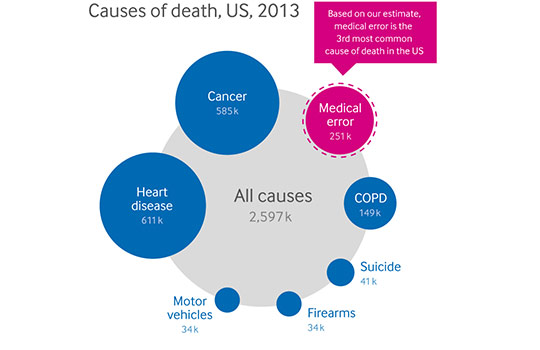 Causes of death, US, 2013
Based on our estimate,
medical error is the
3rd most common
cause of death in the US
Cancer
585k
Medical
error
251k
Heart
disease
611k
All causes
2,597k
COPD
149k
Suicide
41k
Motor
vehicles
34k
Firearms
34k